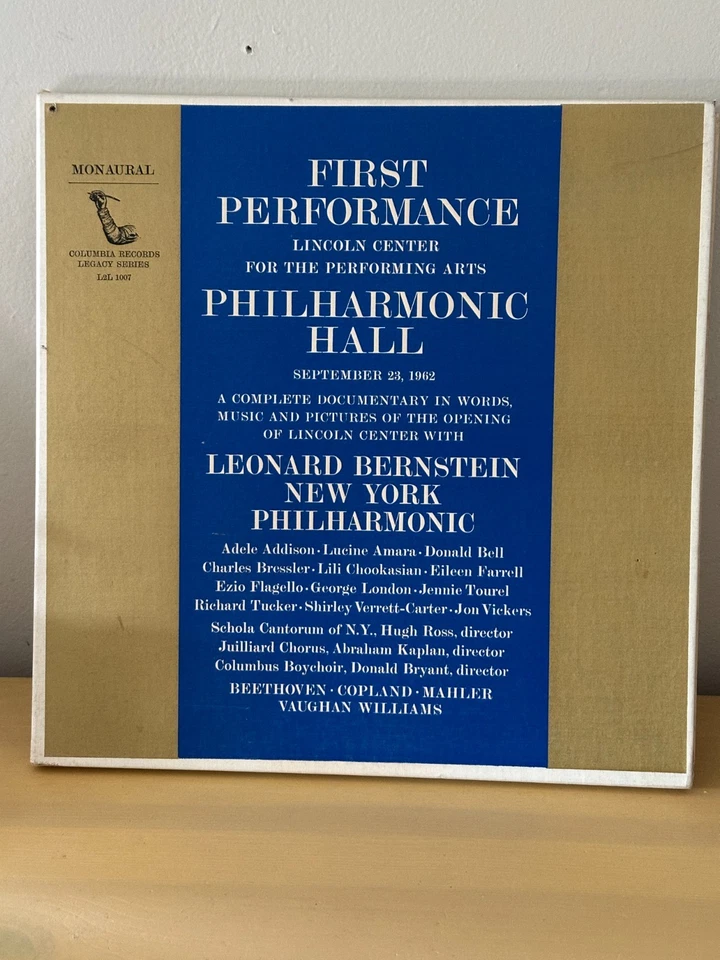 MONAURAL
COLUMBIA RECORDS
LEGACY SERIES
L2L 1007
FIRST
PERFORMANCE
LINCOLN CENTER
FOR THE PERFORMING ARTS
PHILHARMONIC
HALL
SEPTEMBER 23, 1962
A COMPLETE DOCUMENTARY IN WORDS,
MUSIC AND PICTURES OF THE OPENING
OF LINCOLN CENTER WITH
LEONARD BERNSTEIN
NEW YORK
PHILHARMONIC
Adele Addison · Lucine Amara · Donald Bell
Charles Bressler · Lili Chookasian · Eileen Farrell
Ezio Flagello · George London · Jennie Tourel
Richard Tucker · Shirley Verrett-Carter · Jon Vickers
Schola Cantorum of N.Y., Hugh Ross, director
Juilliard Chorus, Abraham Kaplan, director
Columbus Boychoir, Donald Bryant, director
BEETHOVEN · COPLAND · MAHLER
VAUGHAN WILLIAMS